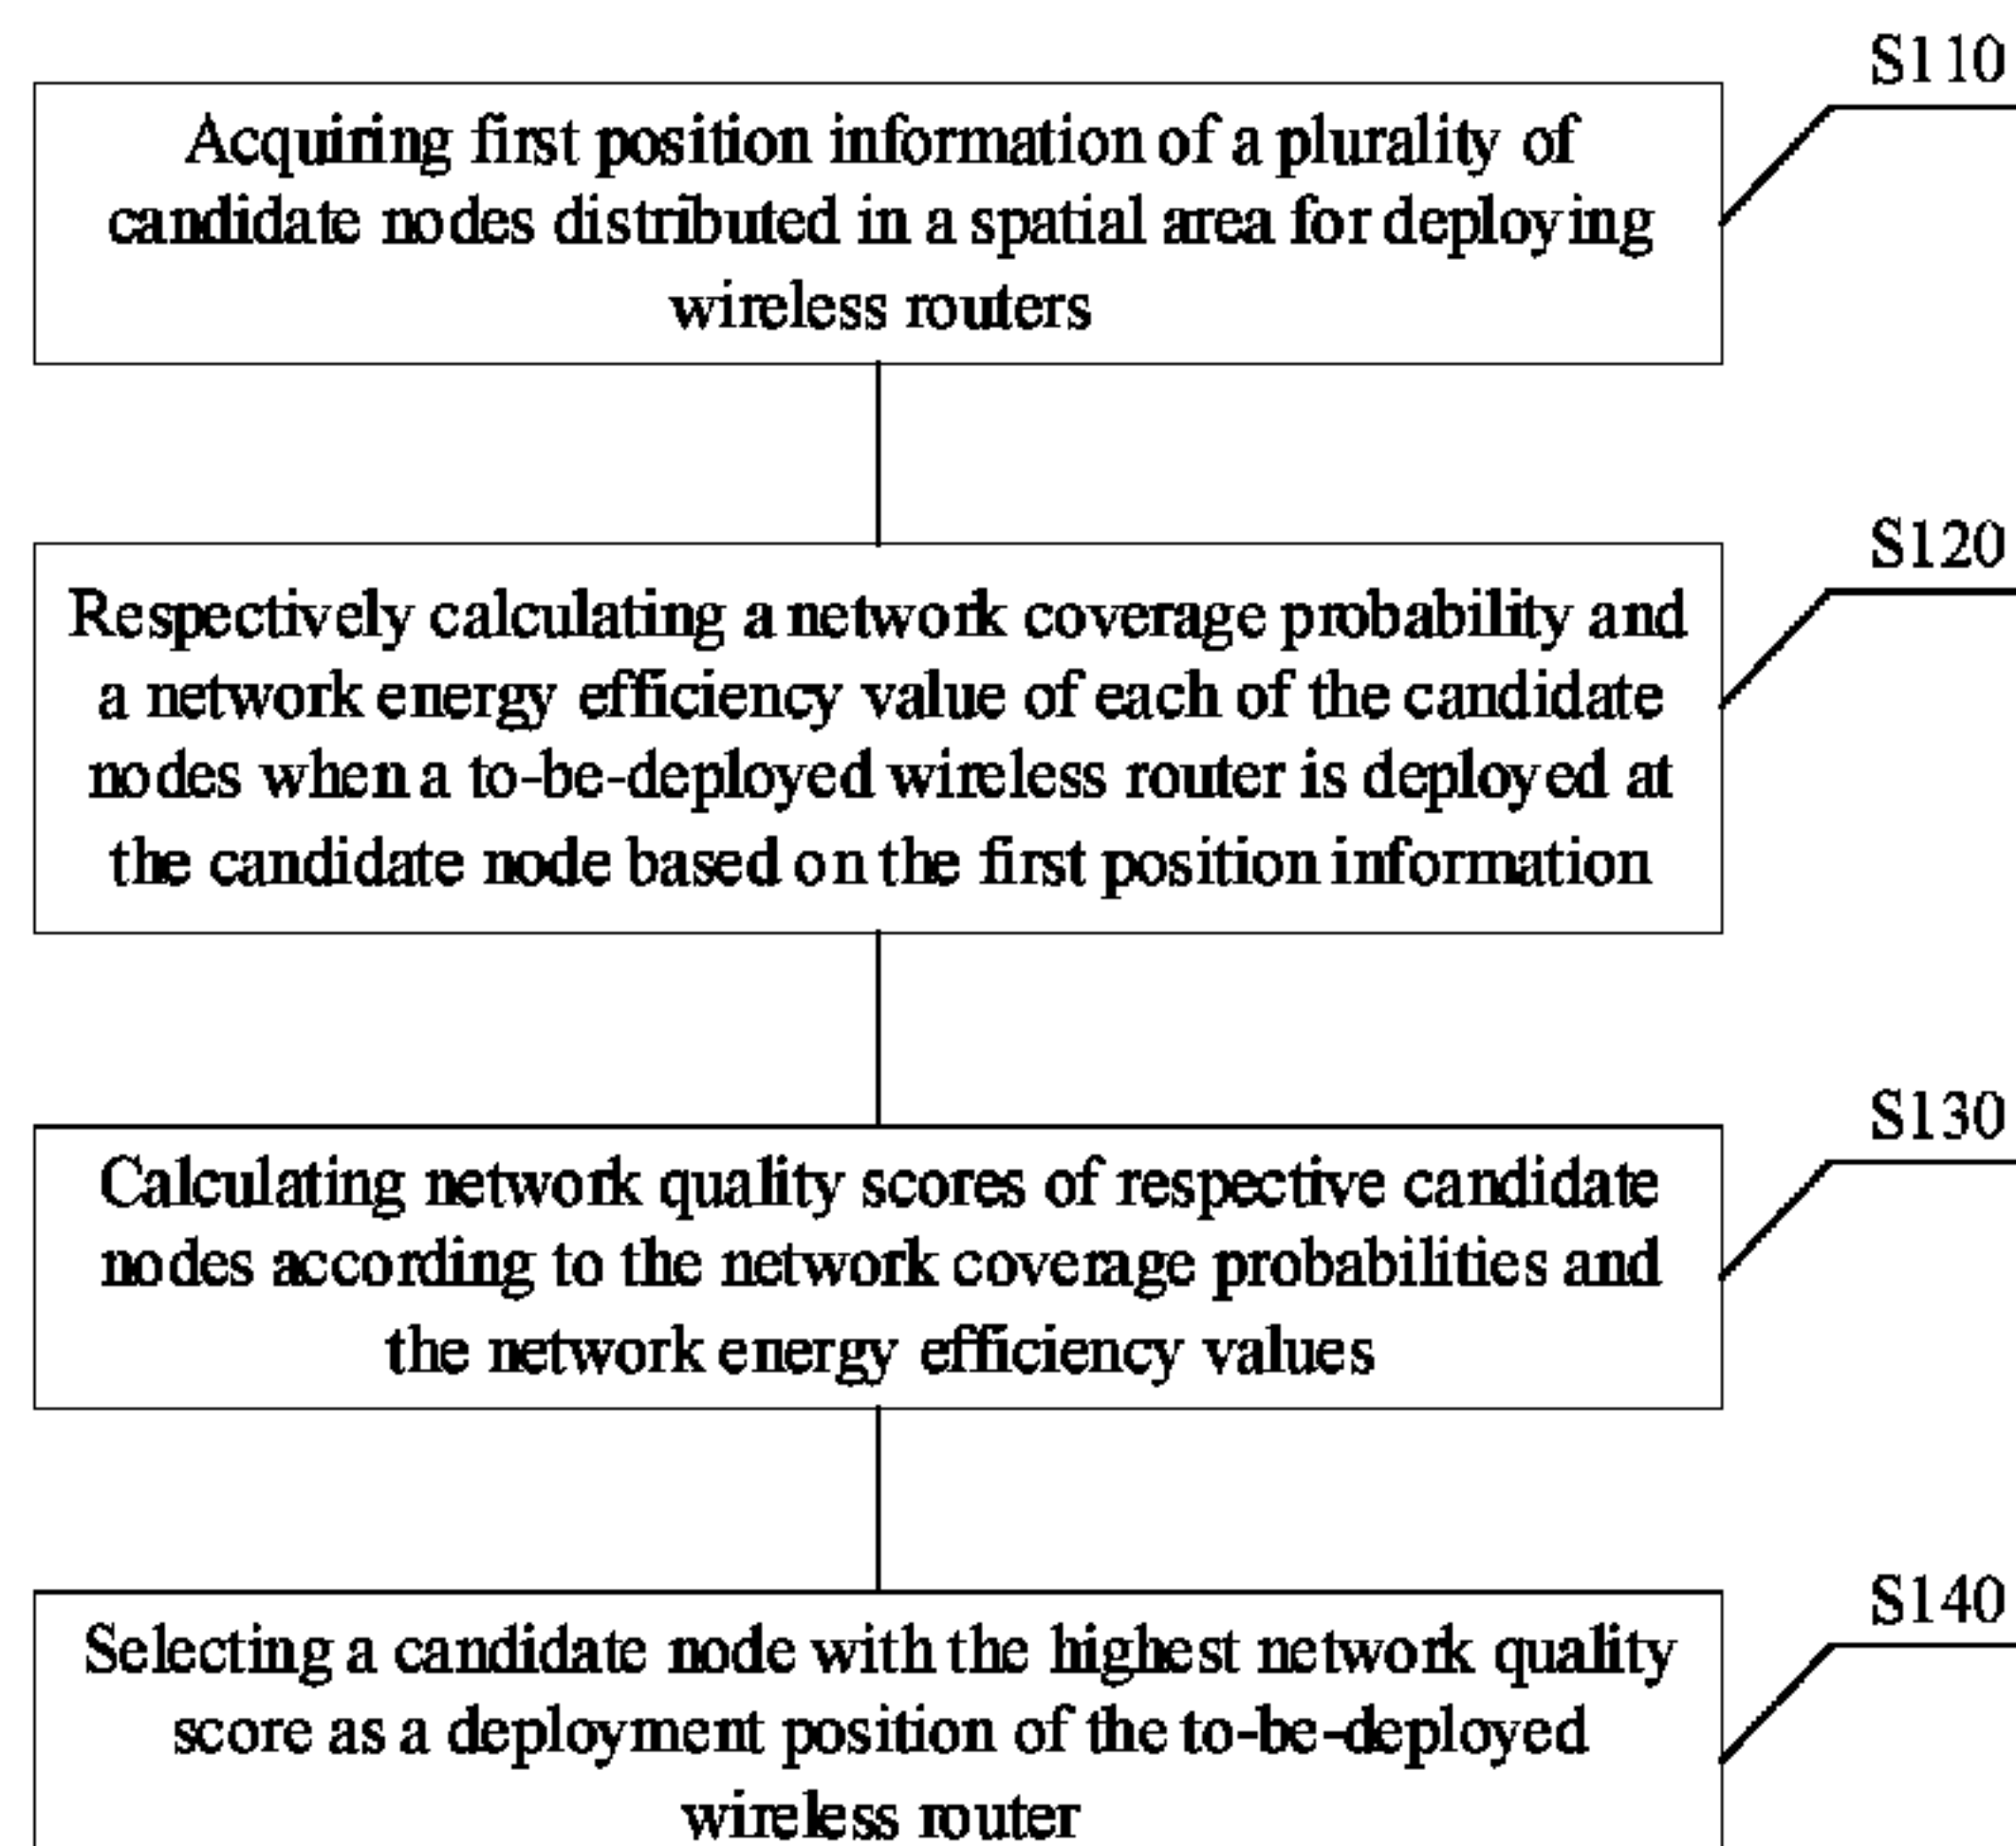 S110
Acquiring first position information of a plurality of
candidate nodes distributed in a spatial area for deploying
wireless routers
S120
Respectively calculating a network coverage probability and
a network energy efficiency value of each of the candidate
nodes when a to-be-deployed wireless router is deployed at
the candidate node based on the first position information
S130
Calculating network quality scores of respective candidate
nodes according to the network coverage probabilities and
the network energy efficiency values
S140
Selecting a candidate node with the highest network quality
score as a deployment position of the to-be-deployed
wireless router